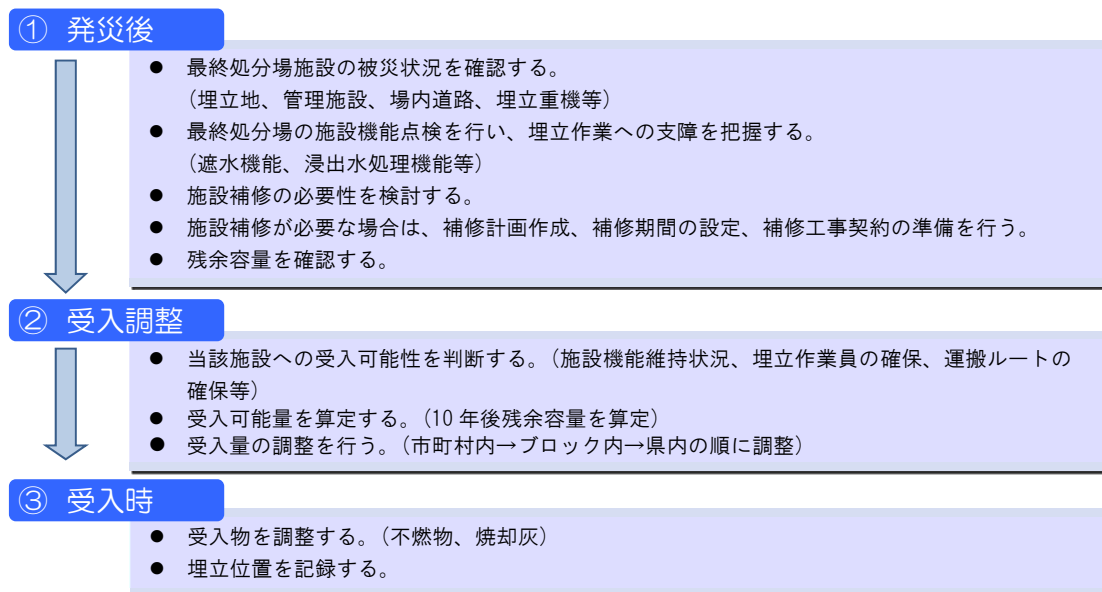 ① 発災後
● 最終処分場施設の被災状況を確認する。
（埋立地、管理施設、場内道路、埋立重機等）
● 最終処分場の施設機能点検を行い、埋立作業への支障を把握する。
（遮水機能、浸出水処理機能等）
● 施設補修の必要性を検討する。
● 施設補修が必要な場合は、補修計画作成、補修期間の設定、補修工事契約の準備を行う。
● 残余容量を確認する。
② 受入調整
● 当該施設への受入可能性を判断する。（施設機能維持状況、埋立作業員の確保、運搬ルートの
確保等）
● 受入可能量を算定する。（10 年後残余容量を算定）
● 受入量の調整を行う。（市町村内→ブロック内→県内の順に調整）
③ 受入時
● 受入物を調整する。（不燃物、焼却灰）
● 埋立位置を記録する。